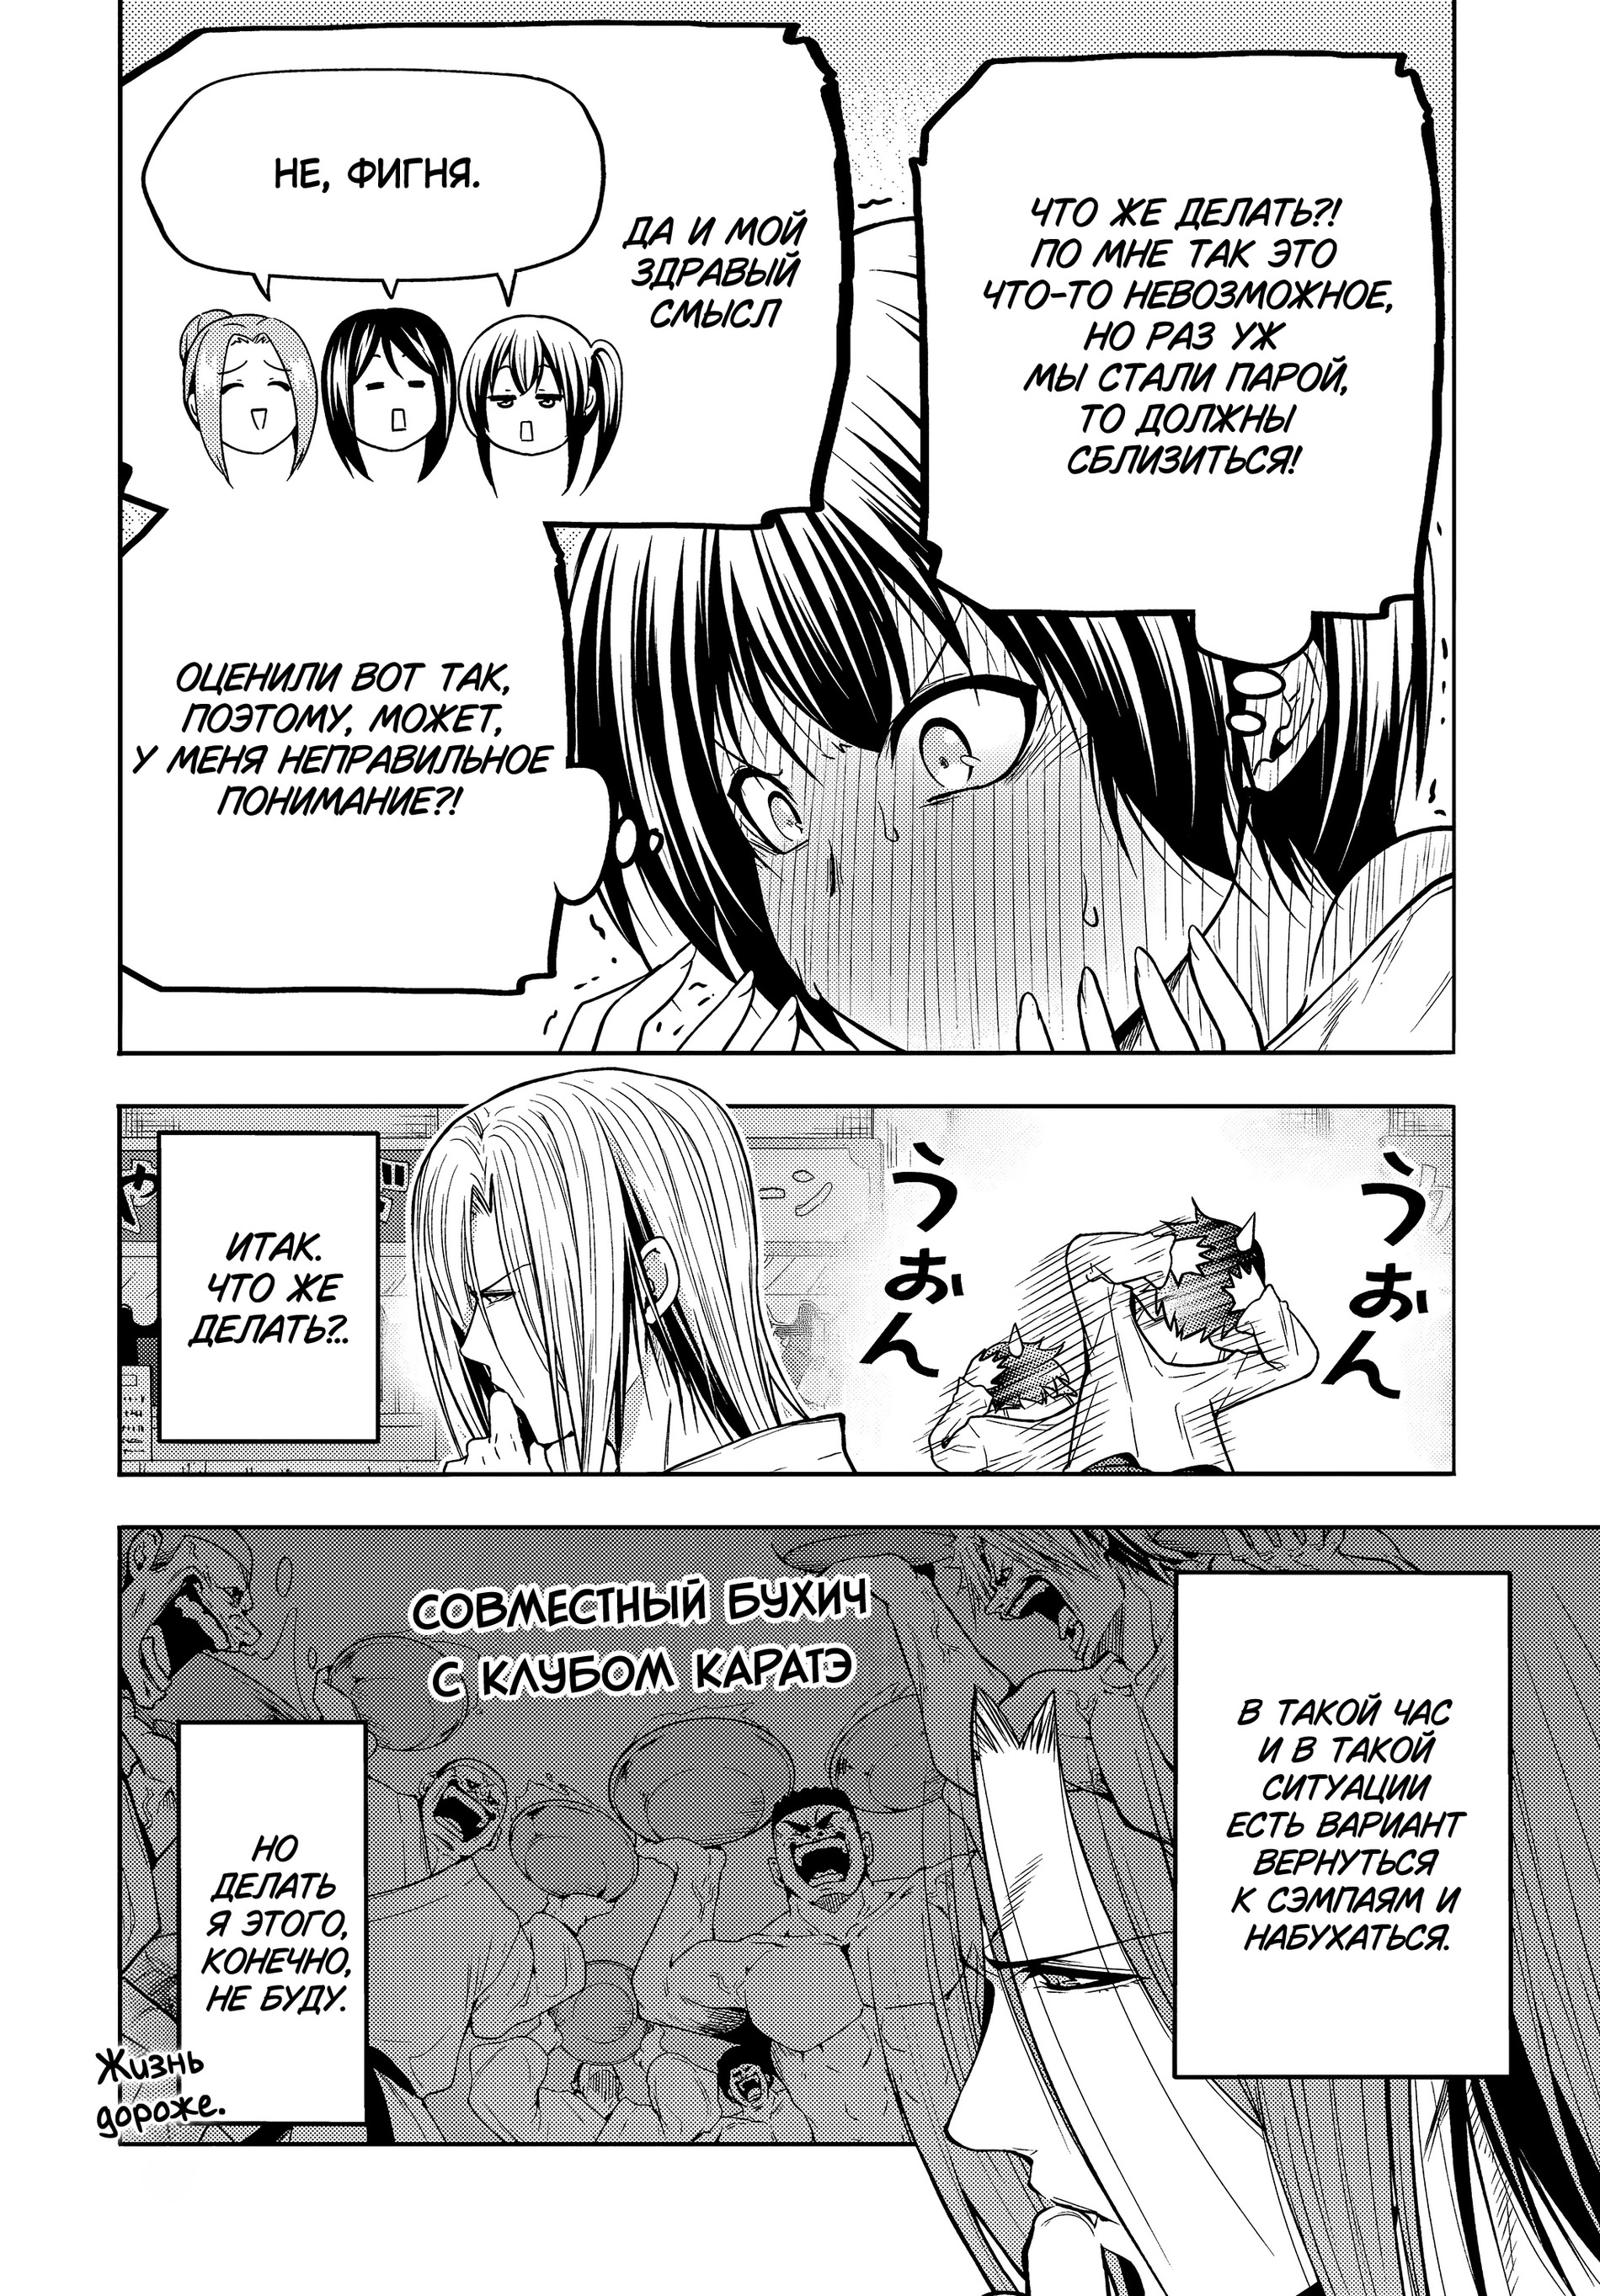 ЧТО ЖЕ ДЕЛАТЬ?!
ПО МНЕ ТАК ЭТО
ЧТО-ТО НЕВОЗМОЖНОЕ,
НО РАЗ УЖ
МЫ СТАЛИ ПАРОЙ,
ТО ДОЛЖНЫ
СБЛИЗИТЬСЯ!
ДА И МОЙ
ЗДРАВЫЙ
СМЫСЛ
НЕ, ФИГНЯ.
ОЦЕНИЛИ ВОТ ТАК,
ПОЭТОМУ, МОЖЕТ,
У МЕНЯ НЕПРАВИЛЬНОЕ
ПОНИМАНИЕ?!
うおん
うおん
ИТАК.
ЧТО ЖЕ
ДЕЛАТЬ?..
В ТАКОЙ ЧАС
И В ТАКОЙ
СИТУАЦИИ
ЕСТЬ ВАРИАНТ
ВЕРНУТЬСЯ
К СЭМПАЯМ И
НАБУХАТЬСЯ.
СОВМЕСТНЫЙ БУХИЧ
С КЛУБОМ КАРАТЭ
НО
ДЕЛАТЬ
Я ЭТОГО,
КОНЕЧНО,
НЕ БУДУ.
Жизнь
дороже.